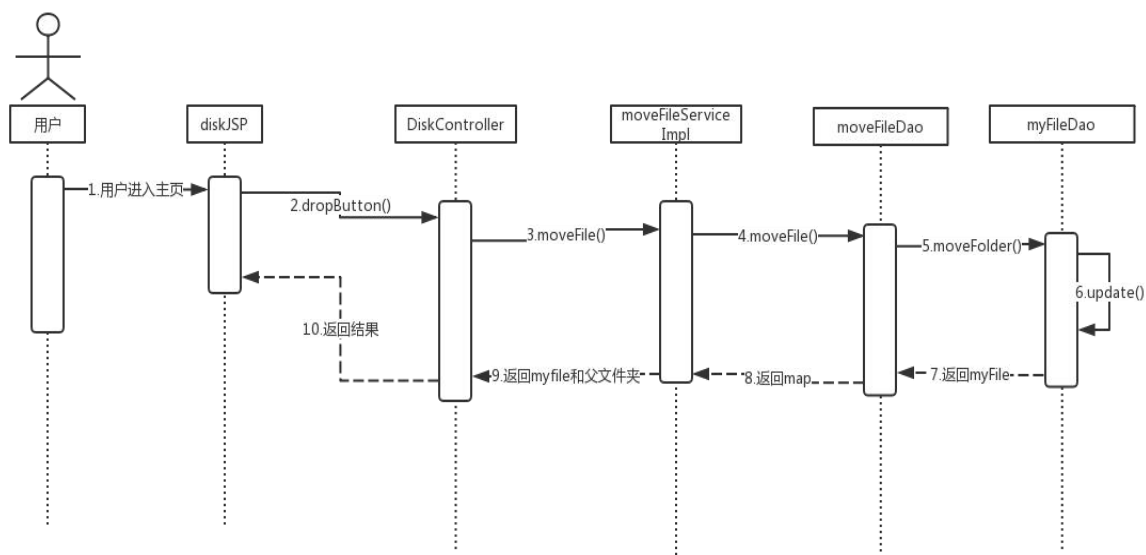 用户
diskJSP
DiskController
moveFileService
Impl
moveFileDao
myFileDao
1.用户进入主页
2.dropButton()
3.moveFile()
4.moveFile()
5.moveFolder()
6.update()
7.返回myFile
8.返回map
9.返回myfile和父文件夹
10.返回结果